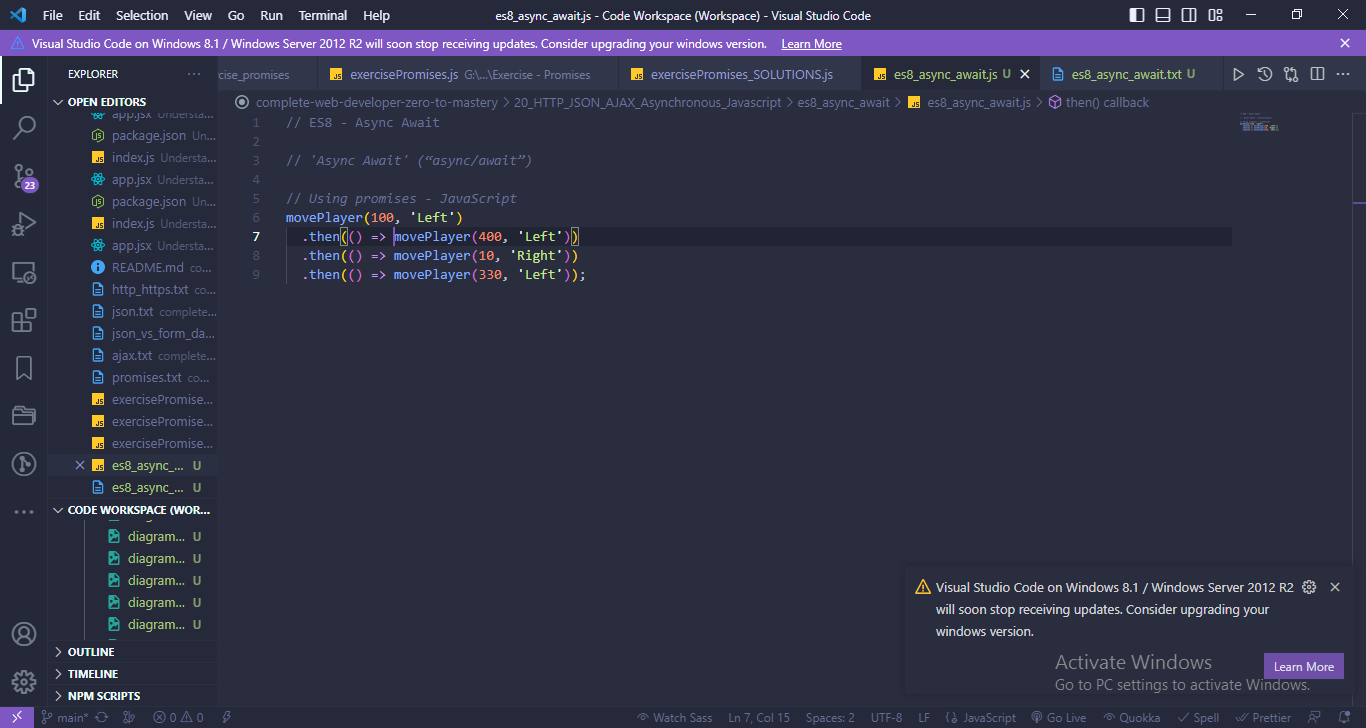 File Edit Selection View Go Run Terminal Help
es8_async_await.js - Code Workspace (Workspace) - Visual Studio Code
Visual Studio Code on Windows 8.1 / Windows Server 2012 R2 will soon stop receiving updates. Consider upgrading your windows version. Learn More
EXPLORER ...
cise_promises
exercisePromises.js G:\...\Exercise - Promises
exercisePromises_SOLUTIONS.js
es8_async_await.js U
es8_async_await.txt U
complete-web-developer-zero-to-mastery > 20_HTTP_JSON_AJAX_Asynchronous_Javascript > es8_async_await > es8_async_await.js > then() callback
OPEN EDITORS
app.jsx Understa...
package.json Un...
index.js Understa...
app.jsx Understa...
package.json Un...
index.js Understa...
app.jsx Understa...
README.md co...
http_https.txt co...
json.txt complete...
json_vs_form_da...
ajax.txt complete...
promises.txt co...
exercisePromise...
exercisePromise...
exercisePromise...
es8_async_... U
es8_async_... U
CODE WORKSPACE (WOR...
diagram... U
diagram... U
diagram... U
diagram... U
diagram... U
OUTLINE
TIMELINE
NPM SCRIPTS
23
1 // ES8 - Async Await
2
3 // 'Async Await' (“async/await”)
4
5 // Using promises - JavaScript
6 movePlayer(100, 'Left')
7 .then(() => movePlayer(400, 'Left'))
8 .then(() => movePlayer(10, 'Right'))
9 .then(() => movePlayer(330, 'Left'));
Visual Studio Code on Windows 8.1 / Windows Server 2012 R2
will soon stop receiving updates. Consider upgrading your
windows version.
Learn More
Activate Windows
Go to PC settings to activate Windows.
main* 0 0
Watch Sass Ln 7, Col 15 Spaces: 2 UTF-8 LF {} JavaScript Go Live Quokka Spell Prettier